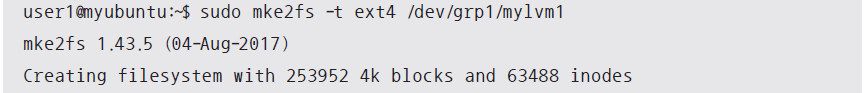 user1@myubuntu:~$ sudo mke2fs -t ext4 /dev/grp1/mylvm1
mke2fs 1.43.5 (04-Aug-2017)
Creating filesystem with 253952 4k blocks and 63488 inodes